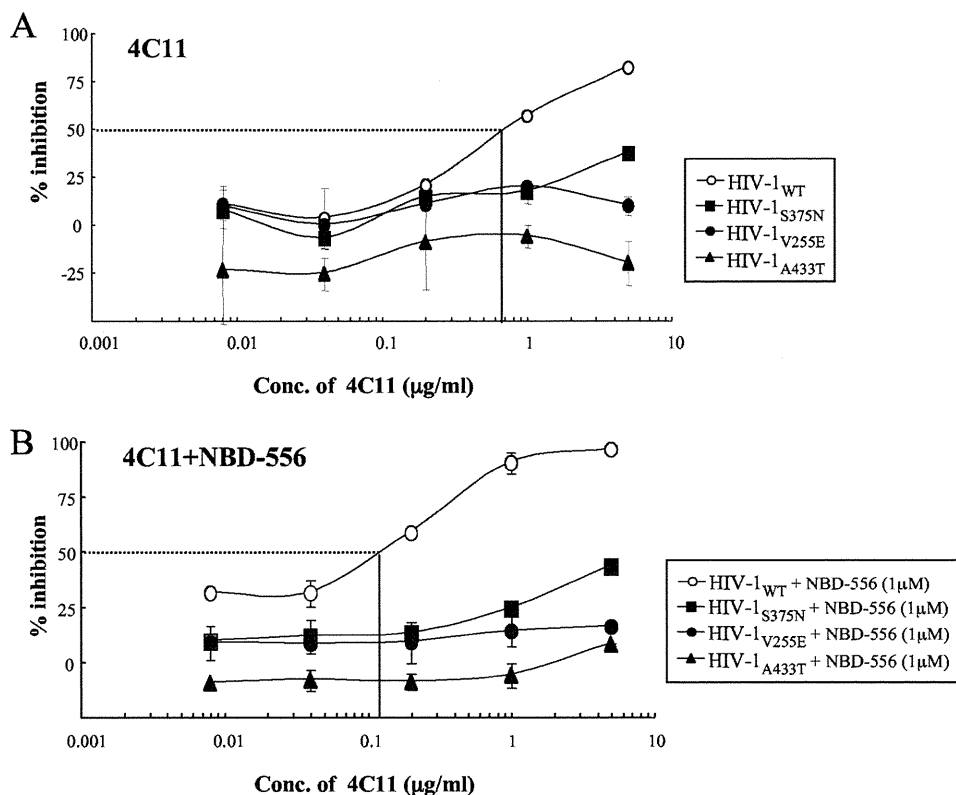 A
4C11
% inhibition
100
75
50
25
0
-25
0.001
0.01
0.1
1
10
Conc. of 4C11 (µg/ml)
HIV-1WT
HIV-1S375N
HIV-1V255E
HIV-1A433T
B
4C11+NBD-556
% inhibition
100
75
50
25
0
0.001
0.01
0.1
1
10
Conc. of 4C11 (µg/ml)
HIV-1WT + NBD-556 (1µM)
HIV-1S375N + NBD-556 (1µM)
HIV-1V255E + NBD-556 (1µM)
HIV-1A433T + NBD-556 (1µM)